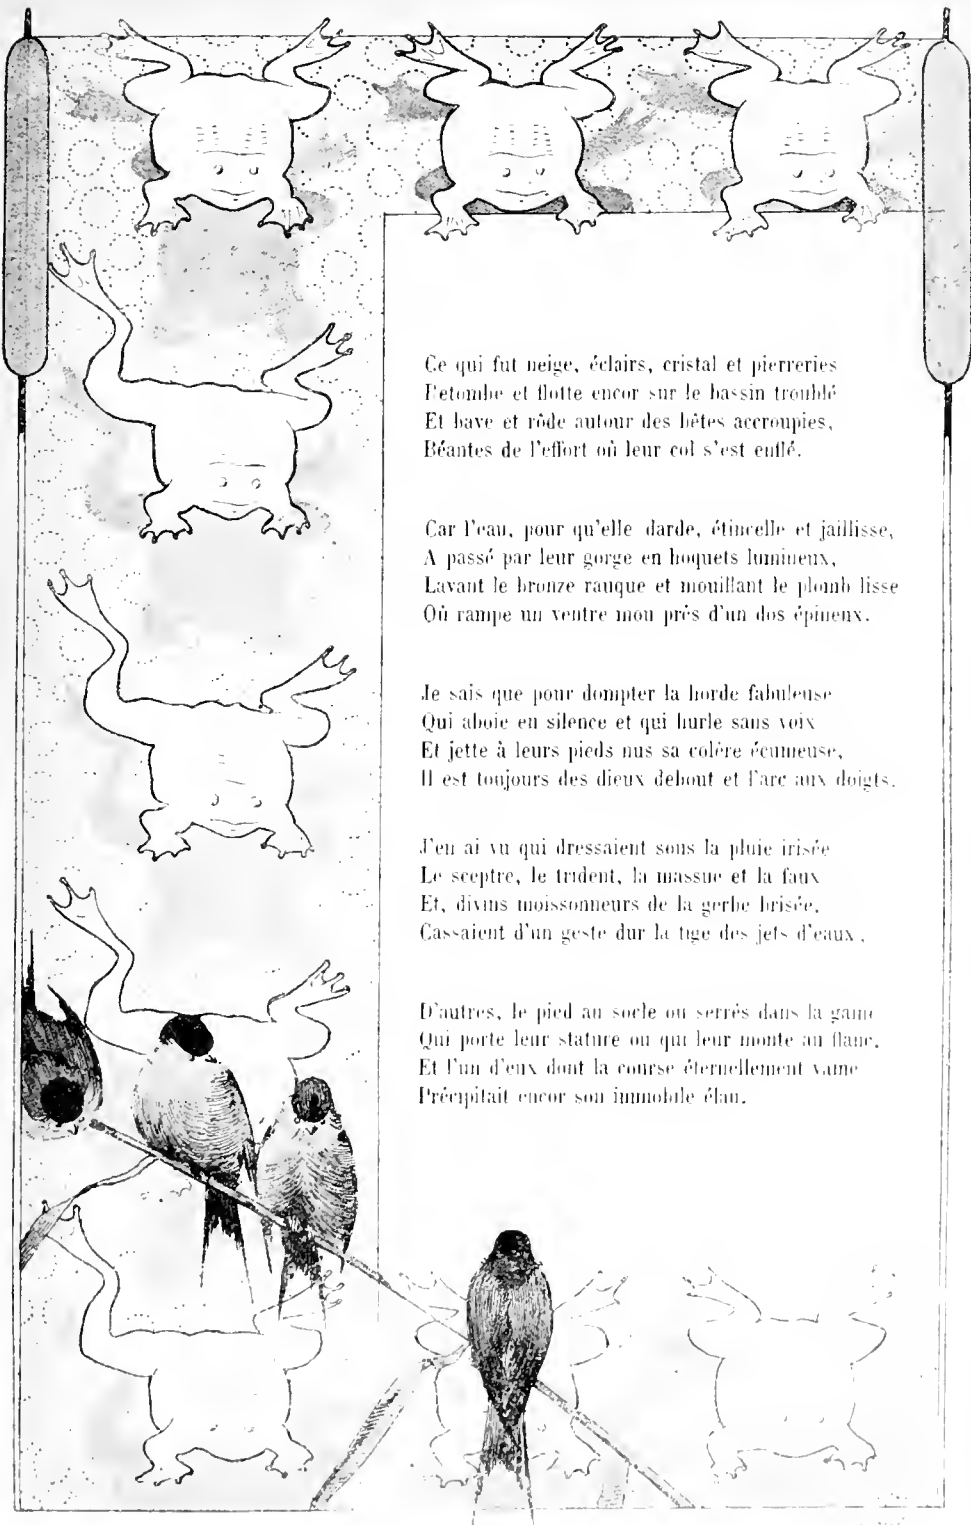 Ce qui fut neige, éclairs, cristal et pierreries
Retombe et flotte encor sur le bassin troublé
Et bave et rôde autour des bêtes accroupies,
Béantes de l'effort où leur col s'est enflé.

Car l'eau, pour qu'elle darde, étincelle et jaillisse,
A passé par leur gorge en hoquets lumineux,
Lavant le bronze rauque et mouillant le plomb lisse
Où rampe un ventre mou près d'un dos épineux.

Je sais que pour dompter la horde fabuleuse
Qui aboie en silence et qui hurle sans voix
Et jette à leurs pieds nus sa colère écumeuse,
Il est toujours des dieux debout et l'arc aux doigts.

J'en ai vu qui dressaient sous la pluie irisée
Le sceptre, le trident, la massue et la faux
Et, divins moissonneurs de la gerbe brisée,
Cassaient d'un geste dur la tige des jets d'eaux.

D'autres, le pied au socle ou serrés dans la gaine
Qui porte leur stature ou qui leur monte au flanc,
Et l'un d'eux dont la course éternellement vaine
Précipitait encor son immobile élan.